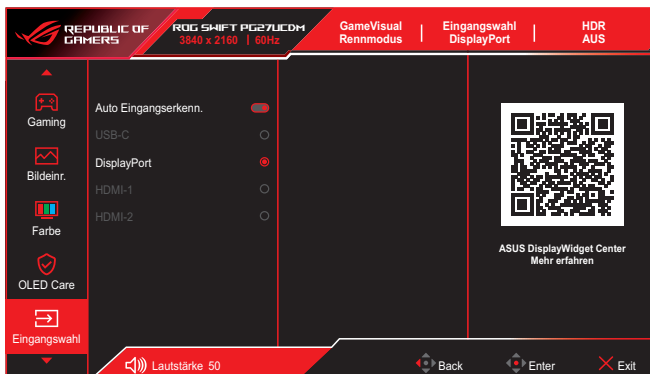 REPUBLIC OF
GAMERS
ROG SWIFT PG27UCDM
3840 x 2160 | 60Hz
GameVisual
Rennmodus
Eingangswahl
DisplayPort
HDR
AUS
Gaming
Bildeinr.
Farbe
OLED Care
Eingangswahl
Auto Eingangserkenn.
USB-C
DisplayPort
HDMI-1
HDMI-2
ASUS DisplayWidget Center
Mehr erfahren
Lautstärke 50
Back
Enter
Exit